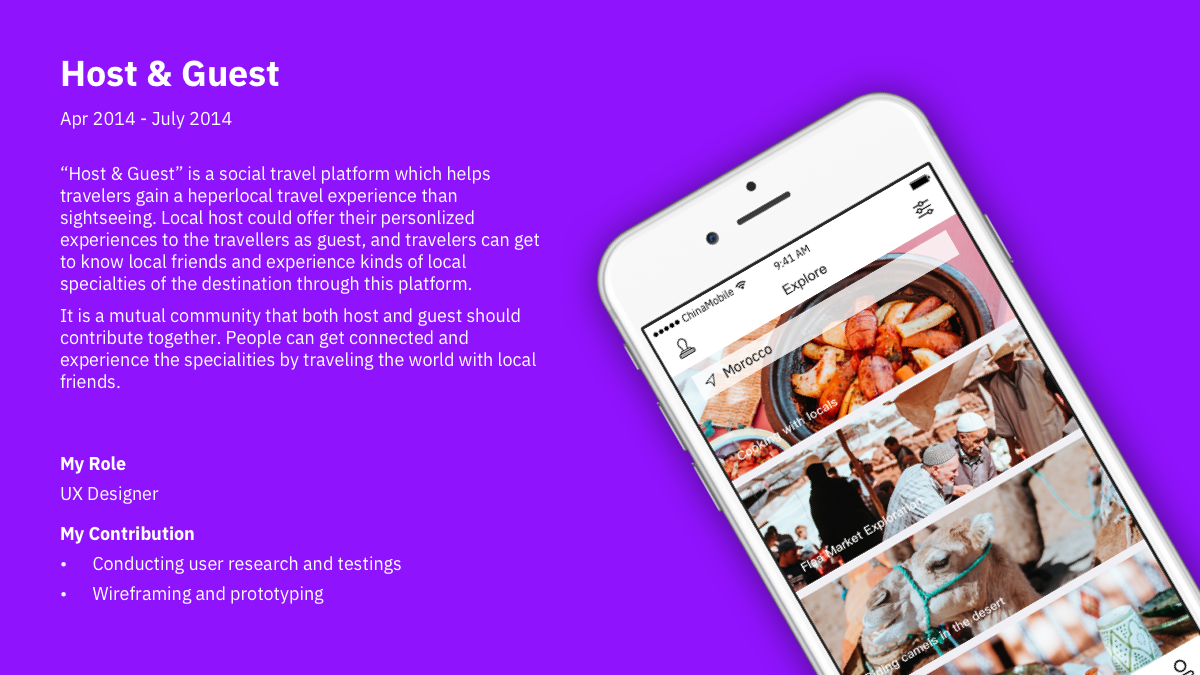 Host & Guest
Apr 2014 - July 2014
“Host & Guest” is a social travel platform which helps
travelers gain a heperlocal travel experience than
sightseeing. Local host could offer their personlized
experiences to the travellers as guest, and travelers can get
to know local friends and experience kinds of local
specialties of the destination through this platform.
It is a mutual community that both host and guest should
contribute together. People can get connected and
experience the specialities by traveling the world with local
friends.
My Role
UX Designer
My Contribution
• Conducting user research and testings
• Wireframing and prototyping
ChinaMobile
9:41 AM
Explore
Morocco
Cooking with locals
Flea Market Exploration
Riding camels in the desert